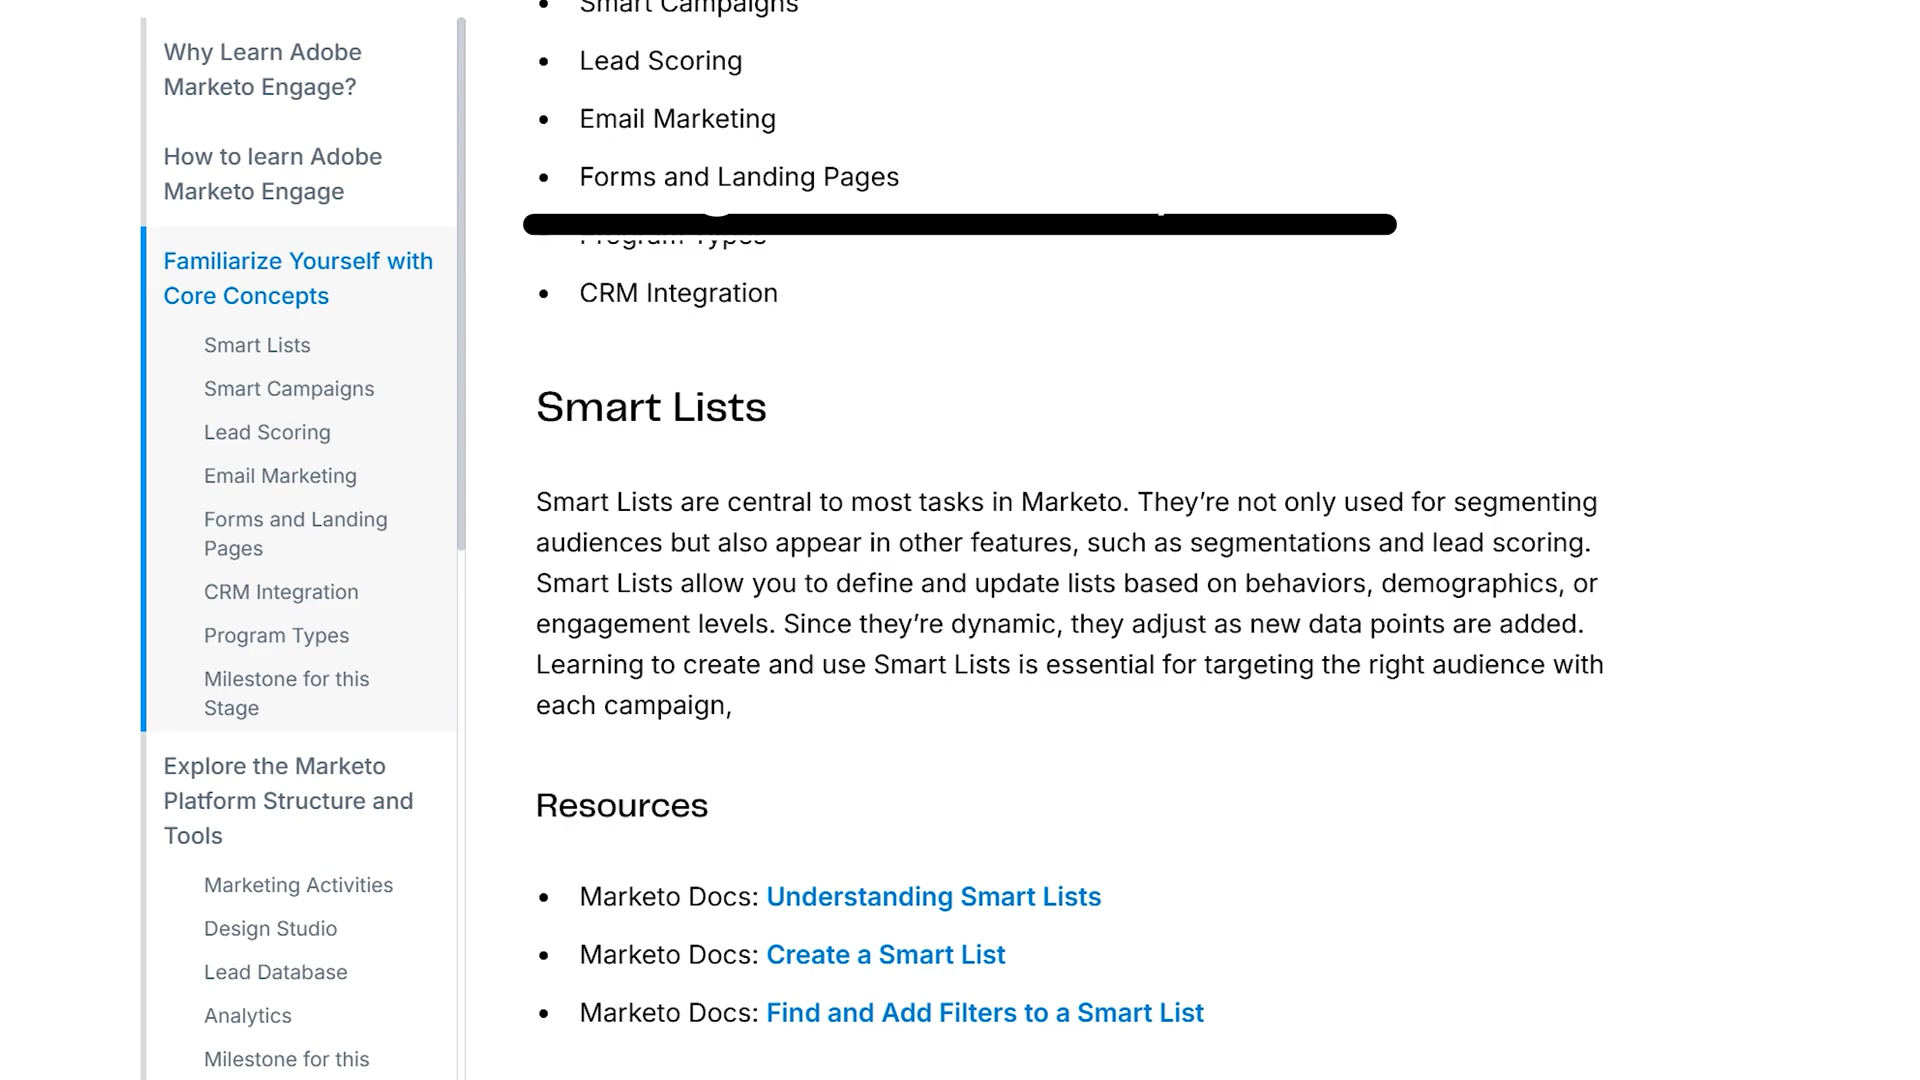 Why Learn Adobe
Marketo Engage?
How to learn Adobe
Marketo Engage
Familiarize Yourself with
Core Concepts
Smart Lists
Smart Campaigns
Lead Scoring
Email Marketing
Forms and Landing
Pages
CRM Integration
Program Types
Milestone for this
Stage
Explore the Marketo
Platform Structure and
Tools
Marketing Activities
Design Studio
Lead Database
Analytics
Milestone for this
Smart Campaigns
Lead Scoring
Email Marketing
Forms and Landing Pages
Program Types
CRM Integration
Smart Lists
Smart Lists are central to most tasks in Marketo. They’re not only used for segmenting
audiences but also appear in other features, such as segmentations and lead scoring.
Smart Lists allow you to define and update lists based on behaviors, demographics, or
engagement levels. Since they’re dynamic, they adjust as new data points are added.
Learning to create and use Smart Lists is essential for targeting the right audience with
each campaign,
Resources
Marketo Docs: Understanding Smart Lists
Marketo Docs: Create a Smart List
Marketo Docs: Find and Add Filters to a Smart List